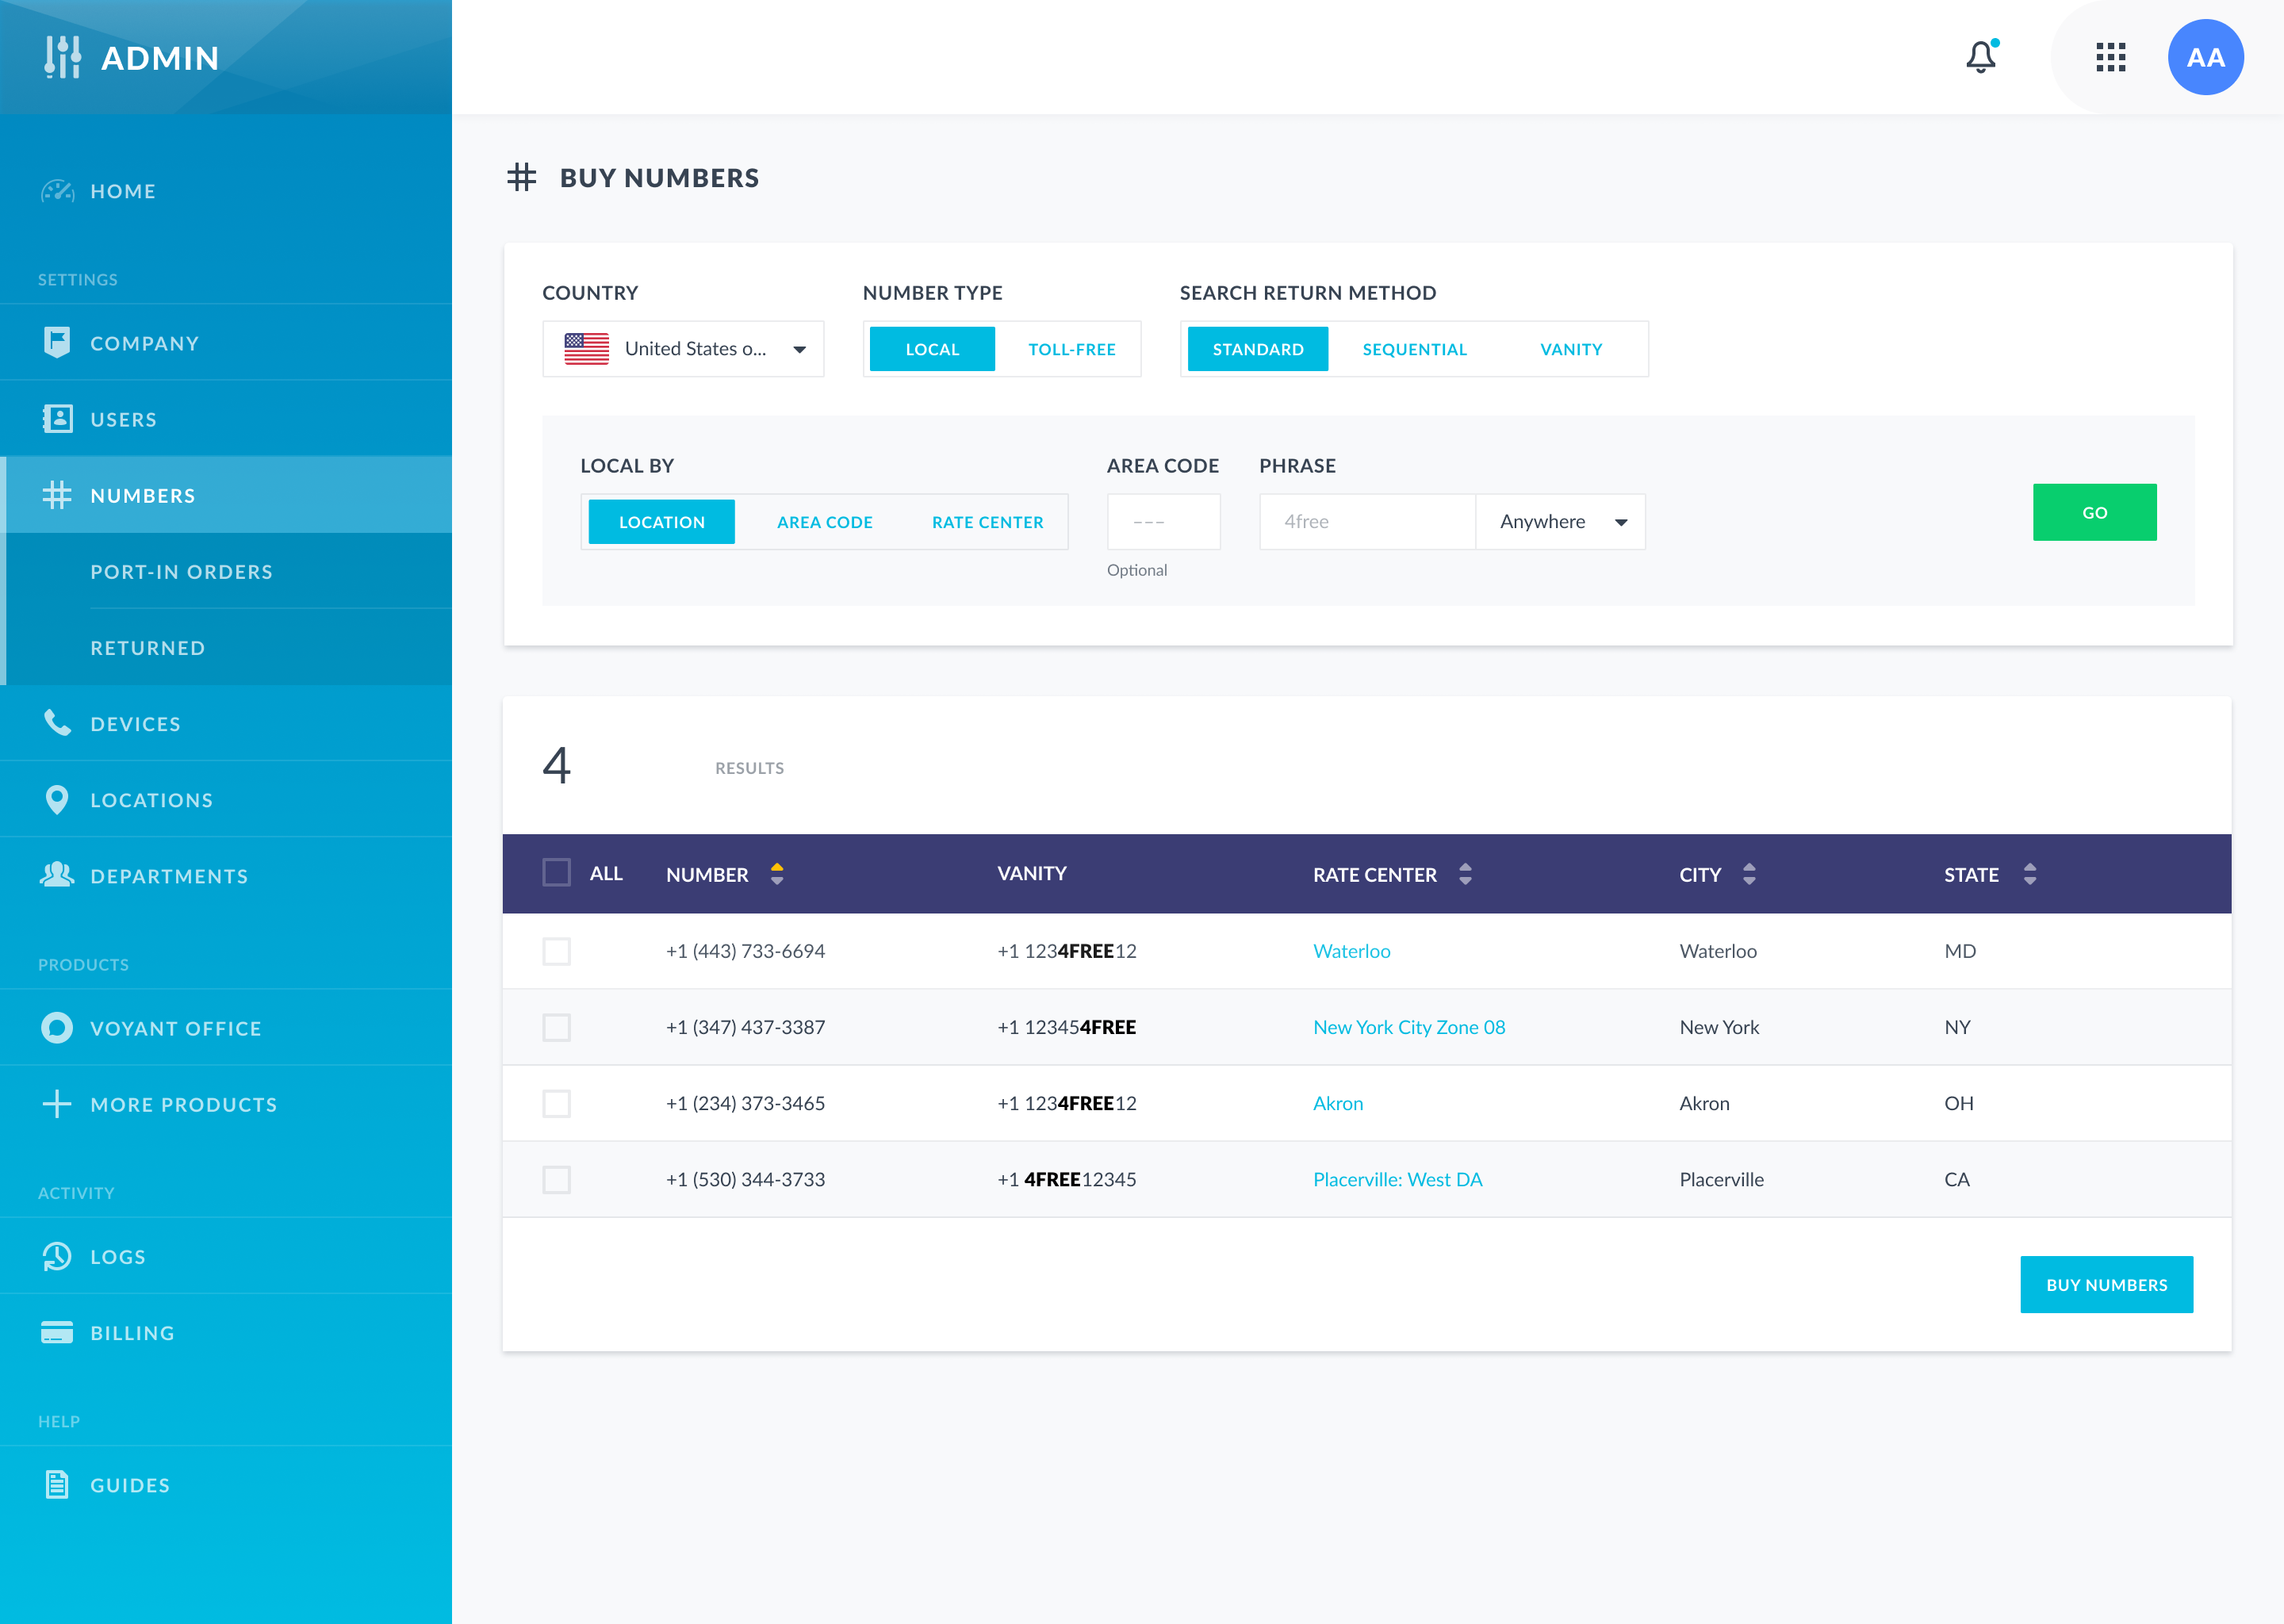 ADMIN
AA
HOME
SETTINGS
COMPANY
USERS
NUMBERS
PORT-IN ORDERS
RETURNED
DEVICES
LOCATIONS
DEPARTMENTS
PRODUCTS
VOYANT OFFICE
MORE PRODUCTS
ACTIVITY
LOGS
BILLING
HELP
GUIDES
BUY NUMBERS
COUNTRY NUMBER TYPE SEARCH RETURN METHOD
United States o... LOCAL TOLL-FREE STANDARD SEQUENTIAL VANITY
LOCAL BY AREA CODE PHRASE
LOCATION AREA CODE RATE CENTER --- 4free Anywhere GO
Optional
4 RESULTS
ALL NUMBER VANITY RATE CENTER CITY STATE
+1 (443) 733-6694 +1 1234FREE12 Waterloo Waterloo MD
+1 (347) 437-3387 +1 123454FREE New York City Zone 08 New York NY
+1 (234) 373-3465 +1 1234FREE12 Akron Akron OH
+1 (530) 344-3733 +1 4FREE12345 Placerville: West DA Placerville CA
BUY NUMBERS